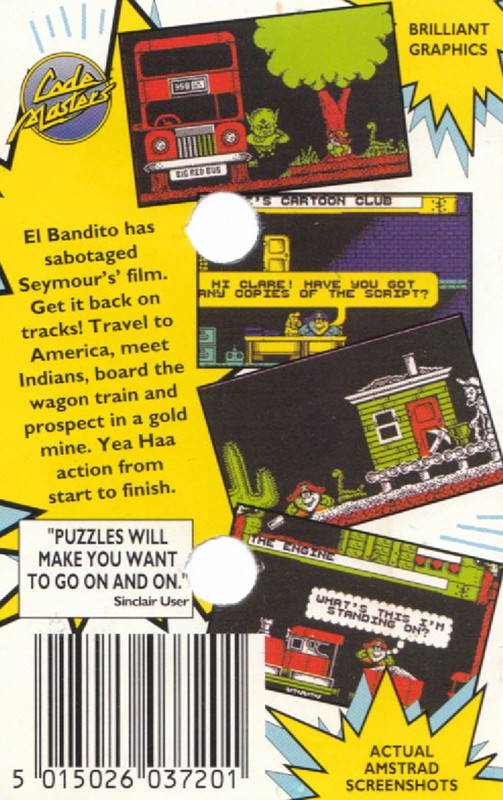 Code
Masters
BRILLIANT
GRAPHICS
BIG RED BUS
'S CARTOON CLUB
HI CLARE! HAVE YOU GOT
ANY COPIES OF THE SCRIPT?
El Bandito has
sabotaged
Seymour's' film.
Get it back on
tracks! Travel to
America, meet
Indians, board the
wagon train and
prospect in a gold
mine. Yea Haa
action from
start to finish.
"PUZZLES WILL
MAKE YOU WANT
TO GO ON AND ON."
Sinclair User
THE ENGINE
WHAT'S THIS I'M
STANDING ON?
5 015026 037201
ACTUAL
AMSTRAD
SCREENSHOTS